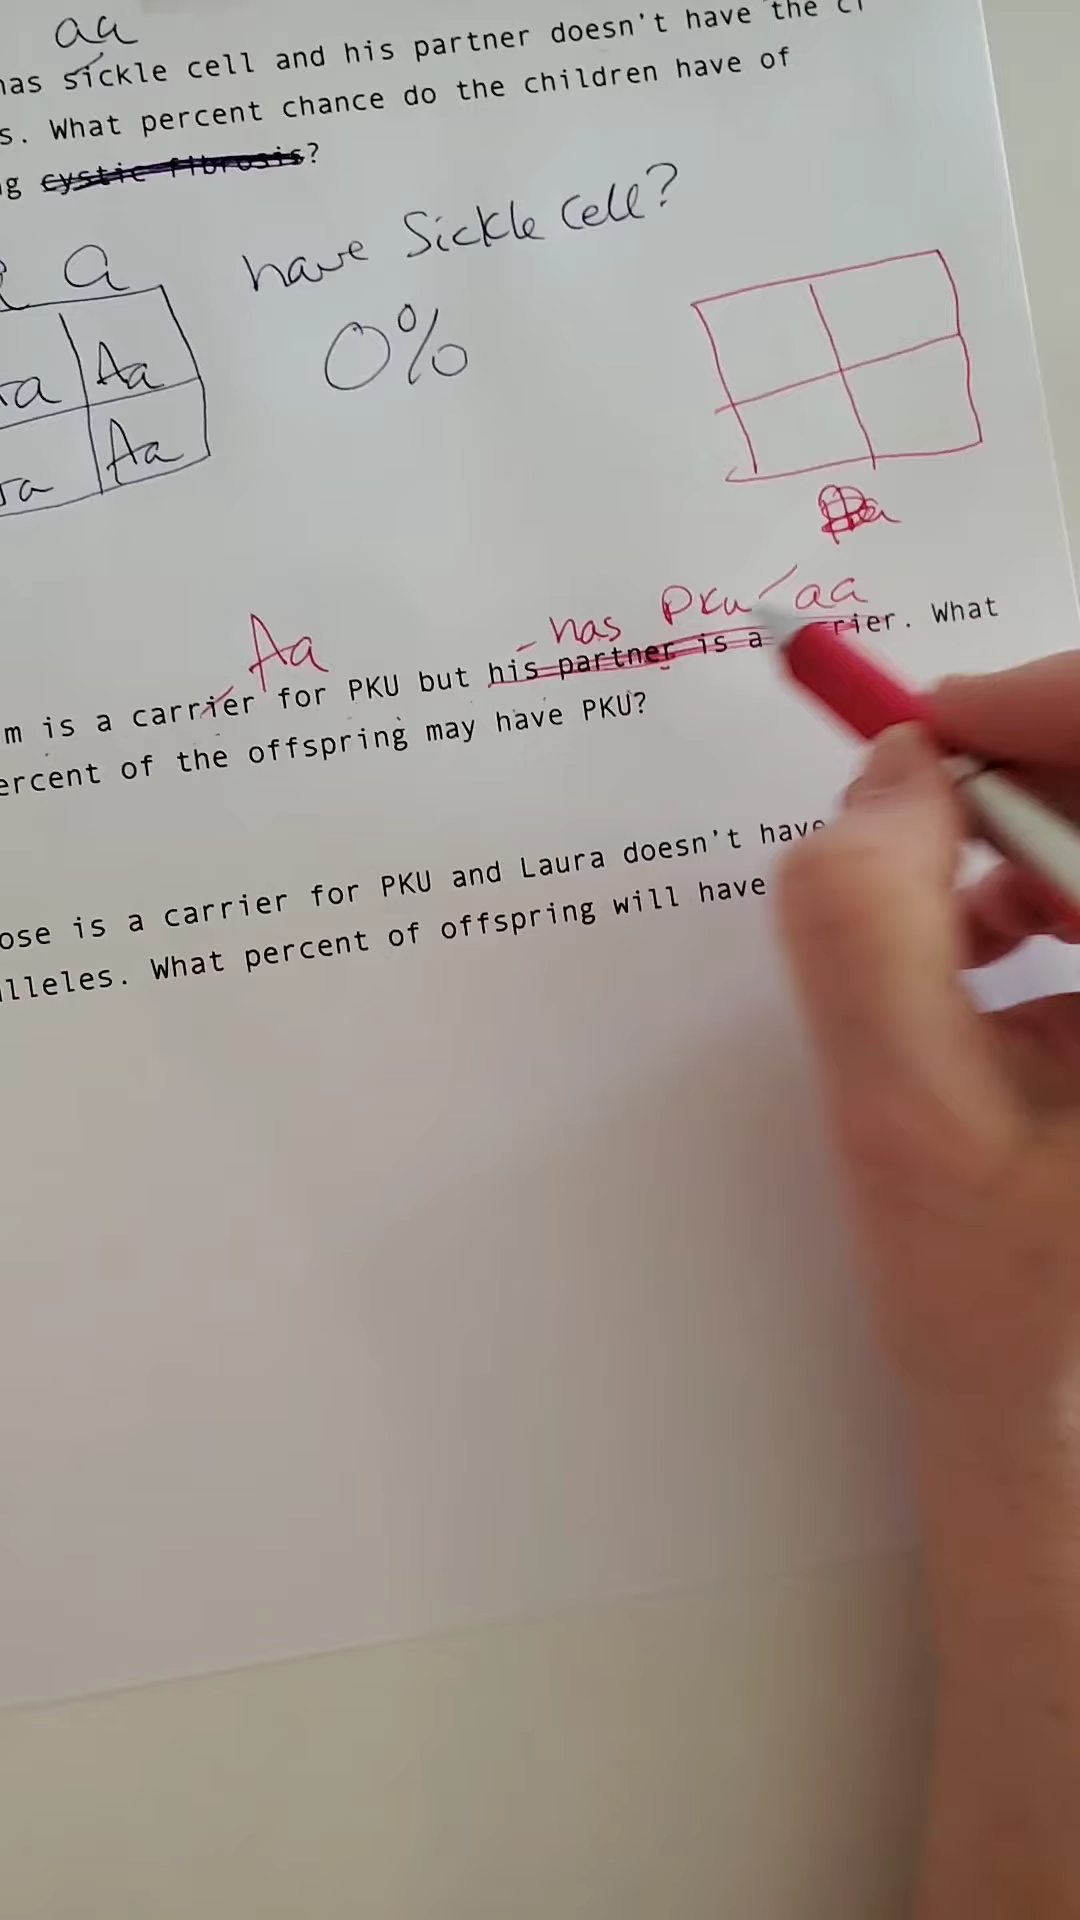 aa
has sickle cell and his partner doesn't have the
s. What percent chance do the children have of
g cystic fibrosis?
have Sickle Cell?
a
0%
a Aa
a Aa
Aa
has PKU aa
m is a carrier for PKU but his partner is a carrier. What
ercent of the offspring may have PKU?
ose is a carrier for PKU and Laura doesn't have
lleles. What percent of offspring will have